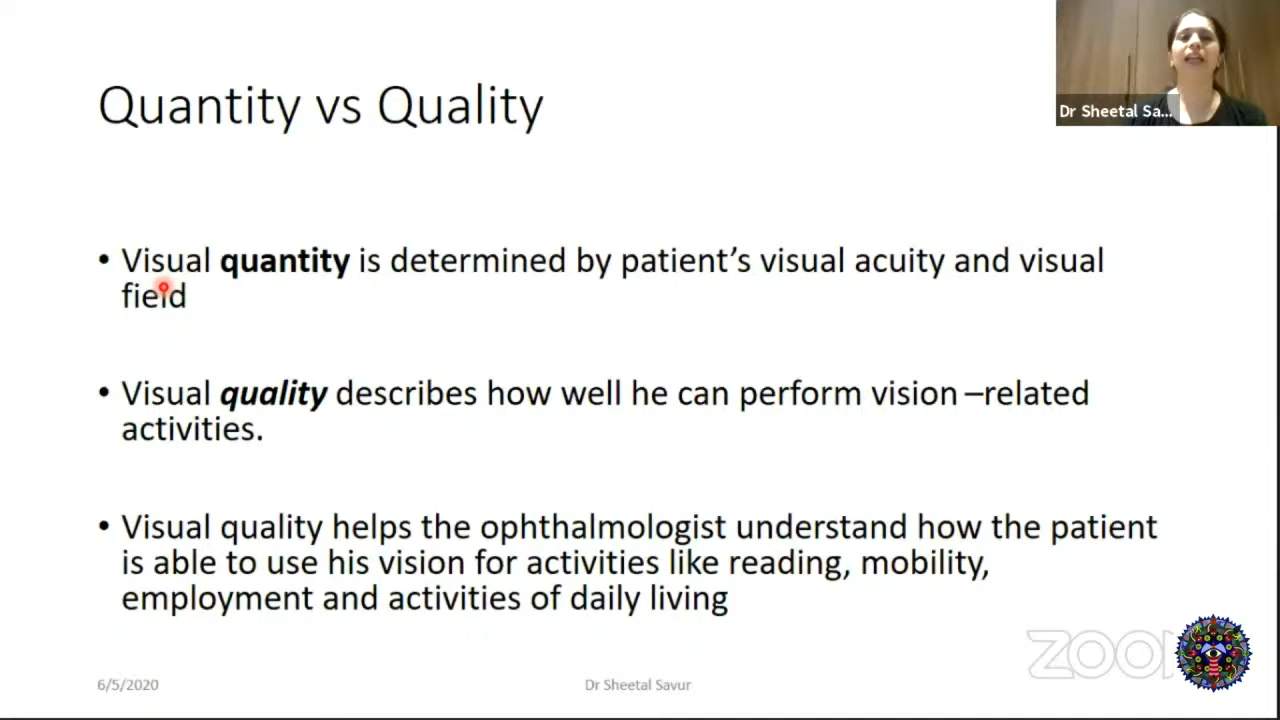 Quantity vs Quality
Dr Sheetal Sa...
• Visual quantity is determined by patient’s visual acuity and visual
field
• Visual quality describes how well he can perform vision –related
activities.
• Visual quality helps the ophthalmologist understand how the patient
is able to use his vision for activities like reading, mobility,
employment and activities of daily living
6/5/2020
Dr Sheetal Savur
ZOOM